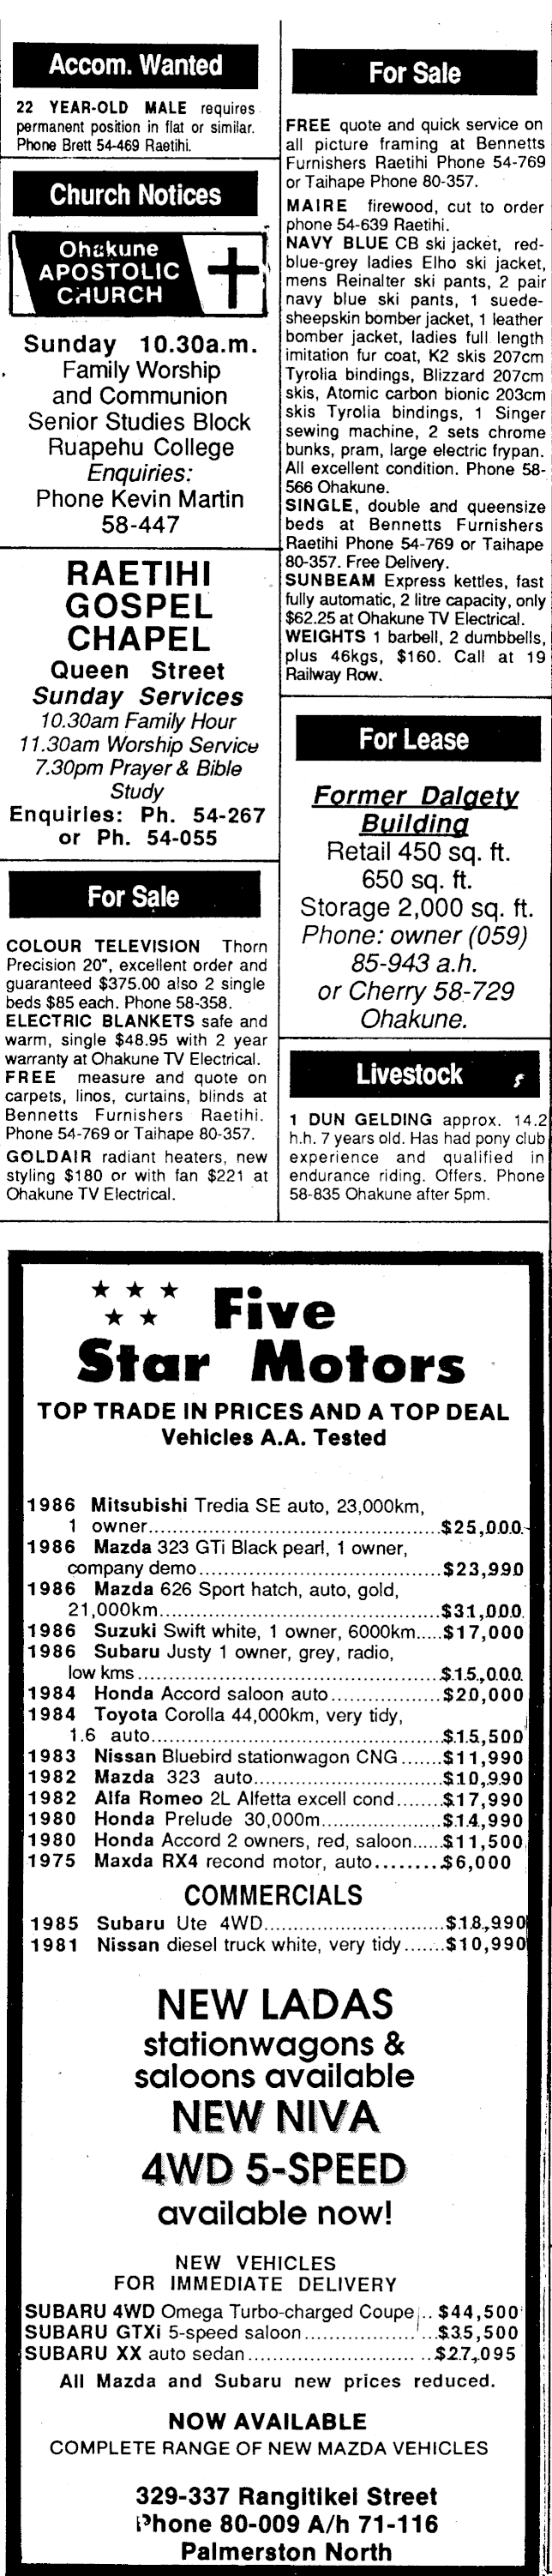 Accom. Wanted
22 YEAR-OLD MALE requires
permanent position in flat or similar.
Phone Brett 54-469 Raetihi.
Church Notices
Ohakune
APOSTOLIC
CHURCH
Sunday 10.30a.m.
Family Worship
and Communion
Senior Studies Block
Ruapehu College
Enquiries:
Phone Kevin Martin
58-447
RAETIHI
GOSPEL
CHAPEL
Queen Street
Sunday Services
10.30am Family Hour
11.30am Worship Service
7.30pm Prayer & Bible
Study
Enquiries: Ph. 54-267
or Ph. 54-055
For Sale
COLOUR TELEVISION Thorn
Precision 20", excellent order and
guaranteed $375.00 also 2 single
beds $85 each. Phone 58-358.
ELECTRIC BLANKETS safe and
warm, single $48.95 with 2 year
warranty at Ohakune TV Electrical.
FREE measure and quote on
carpets, linos, curtains, blinds at
Bennetts Furnishers Raetihi.
Phone 54-769 or Taihape 80-357.
GOLDAIR radiant heaters, new
styling $180 or with fan $221 at
Ohakune TV Electrical.
For Sale
FREE quote and quick service on
all picture framing at Bennetts
Furnishers Raetihi Phone 54-769
or Taihape Phone 80-357.
MAIRE firewood, cut to order
phone 54-639 Raetihi.
NAVY BLUE CB ski jacket, red-
blue-grey ladies Elho ski jacket,
mens Reinalter ski pants, 2 pair
navy blue ski pants, 1 suede-
sheepskin bomber jacket, 1 leather
bomber jacket, ladies full length
imitation fur coat, K2 skis 207cm
Tyrolia bindings, Blizzard 207cm
skis, Atomic carbon bionic 203cm
skis Tyrolia bindings, 1 Singer
sewing machine, 2 sets chrome
bunks, pram, large electric frypan.
All excellent condition. Phone 58-
566 Ohakune.
SINGLE, double and queensize
beds at Bennetts Furnishers
Raetihi Phone 54-769 or Taihape
80-357. Free Delivery.
SUNBEAM Express kettles, fast
fully automatic, 2 litre capacity, only
$62.25 at Ohakune TV Electrical.
WEIGHTS 1 barbell, 2 dumbbells,
plus 46kgs, $160. Call at 19
Railway Row.
For Lease
Former Dalgety
Building
Retail 450 sq. ft.
650 sq. ft.
Storage 2,000 sq. ft.
Phone: owner (059)
85-943 a.h.
or Cherry 58-729
Ohakune.
Livestock
1 DUN GELDING approx. 14.2
h.h. 7 years old. Has had pony club
experience and qualified in
endurance riding. Offers. Phone
58-835 Ohakune after 5pm.
Five
Star Motors
TOP TRADE IN PRICES AND A TOP DEAL
Vehicles A.A. Tested
1986 Mitsubishi Tredia SE auto, 23,000km,
1 owner.......................................$25,000
1986 Mazda 323 GTi Black pearl, 1 owner,
company demo................................$23,990
1986 Mazda 626 Sport hatch, auto, gold,
21,000km.....................................$31,000
1986 Suzuki Swift white, 1 owner, 6000km.....$17,000
1986 Subaru Justy 1 owner, grey, radio,
low kms........................................$15,000
1984 Honda Accord saloon auto...............$20,000
1984 Toyota Corolla 44,000km, very tidy,
1.6 auto......................................$15,500
1983 Nissan Bluebird stationwagon CNG.......$11,990
1982 Mazda 323 auto.........................$10,990
1982 Alfa Romeo 2L Alfetta excell cond.......$17,990
1980 Honda Prelude 30,000m................$14,990
1980 Honda Accord 2 owners, red, saloon.....$11,500
1975 Maxda RX4 recond motor, auto........$6,000
COMMERCIALS
1985 Subaru Ute 4WD........................$18,990
1981 Nissan diesel truck white, very tidy.......$10,990
NEW LADAS
stationwagons &
saloons available
NEW NIVA
4WD 5-SPEED
available now!
NEW VEHICLES
FOR IMMEDIATE DELIVERY
SUBARU 4WD Omega Turbo-charged Coupe... $44,500
SUBARU GTXi 5-speed saloon...................$35,500
SUBARU XX auto sedan..........................$27,095
All Mazda and Subaru new prices reduced.
NOW AVAILABLE
COMPLETE RANGE OF NEW MAZDA VEHICLES
329-337 Rangitikei Street
Phone 80-009 A/h 71-116
Palmerston North